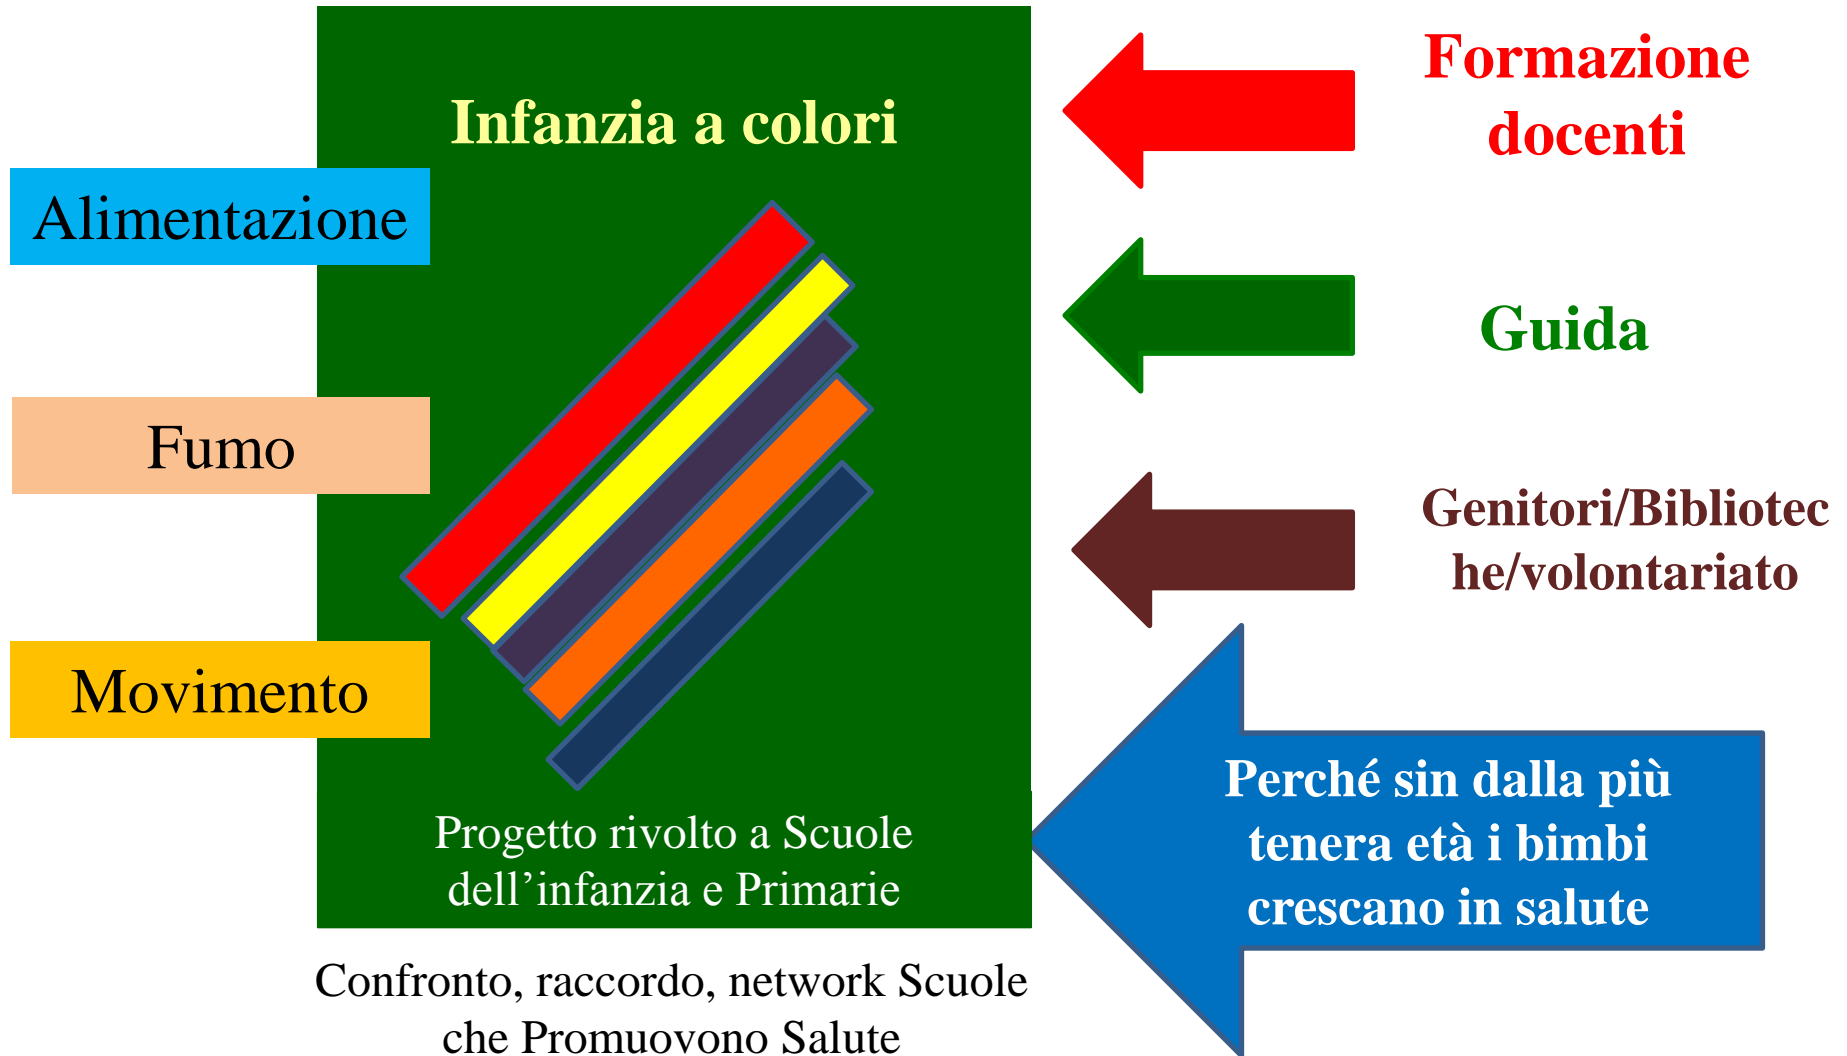 Infanzia a colori
Alimentazione
Fumo
Movimento
Progetto rivolto a Scuole
dell’infanzia e Primarie
Confronto, raccordo, network Scuole
che Promuovono Salute
Formazione
docenti
Guida
Genitori/Bibliotec
he/volontariato
Perché sin dalla più
tenera età i bimbi
crescano in salute